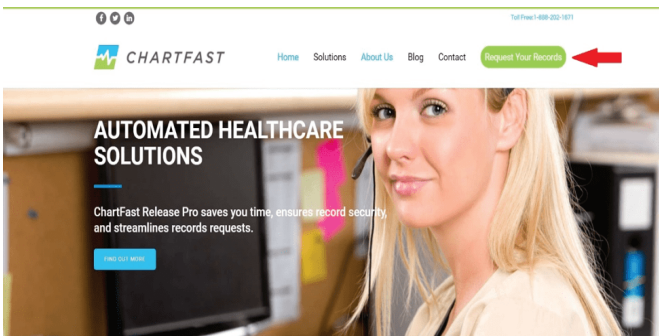 Toll Free:1-888-202-1871
CHARTFAST
Home Solutions About Us Blog Contact Request Your Records
AUTOMATED HEALTHCARE
SOLUTIONS
ChartFast Release Pro saves you time, ensures record security,
and streamlines records requests.
FIND OUT MORE